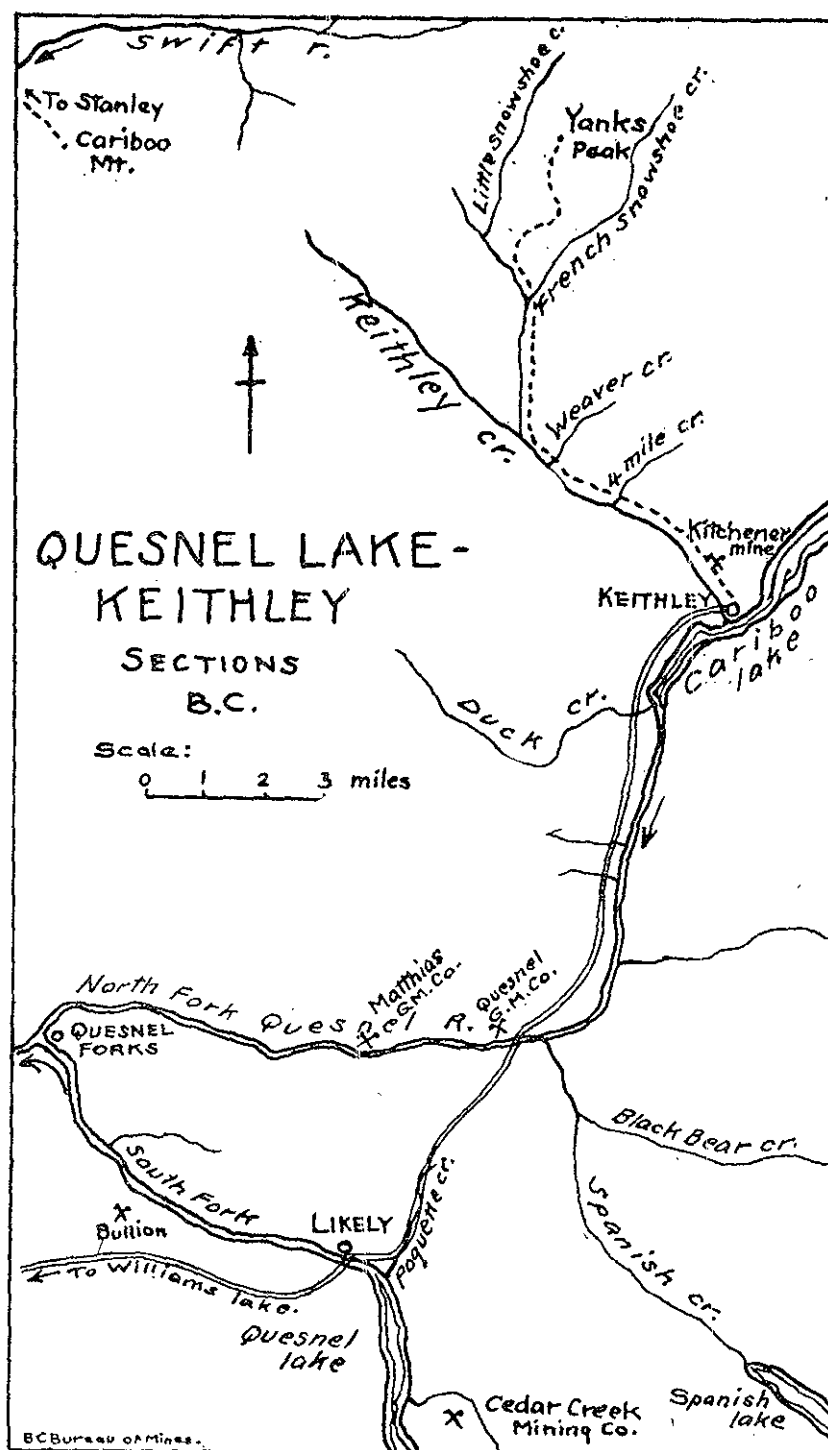 Swift r.
To Stanley
Cariboo
Mt.
Little Snowshoe c.
Yanks
Peak
French Snowshoe cr.
Keithley cr.
Weaver cr.
4 mile cr.
Kitchener
mine
QUESNEL LAKE-
KEITHLEY
SECTIONS
B.C.
KEITHLEY
Cariboo
lake
Duck cr.
Scale:
0 1 2 3 miles
North Fork Quesnel R.
Matthias
G.M.Co.
Quesnel
G.M.Co.
QUESNEL
FORKS
Black Bear cr.
South Fork
LIKELY
Poquette cr.
Spanish cr.
Bullion
To Williams lake.
Quesnel
lake
Spanish
lake
Cedar Creek
Mining Co.
BC Bureau of Mines.